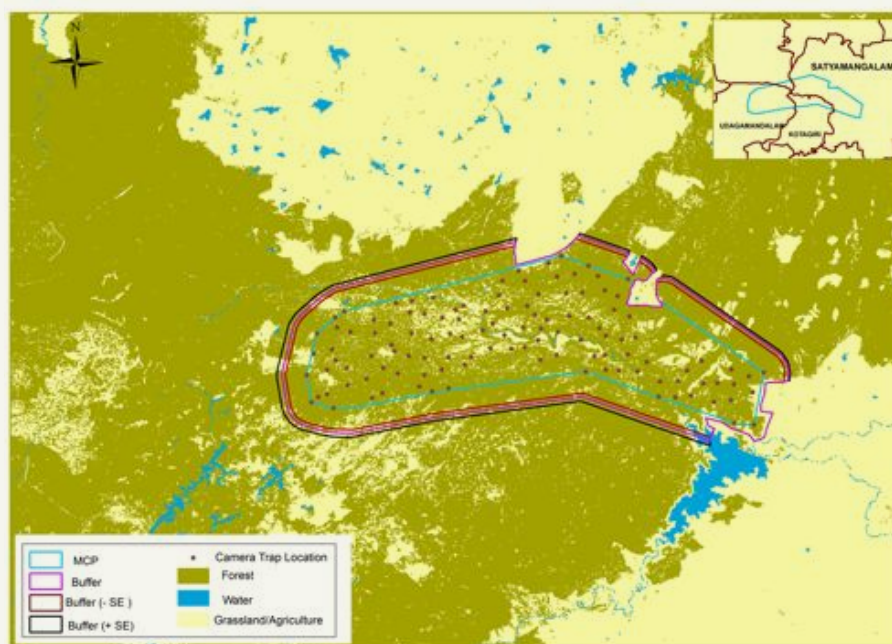 N
SATYAMANGALAM
UDAGAMANDALAM
KOTAGIRI
MCP
Buffer
Buffer (- SE )
Buffer (+ SE)
Camera Trap Location
Forest
Water
Grassland/Agriculture